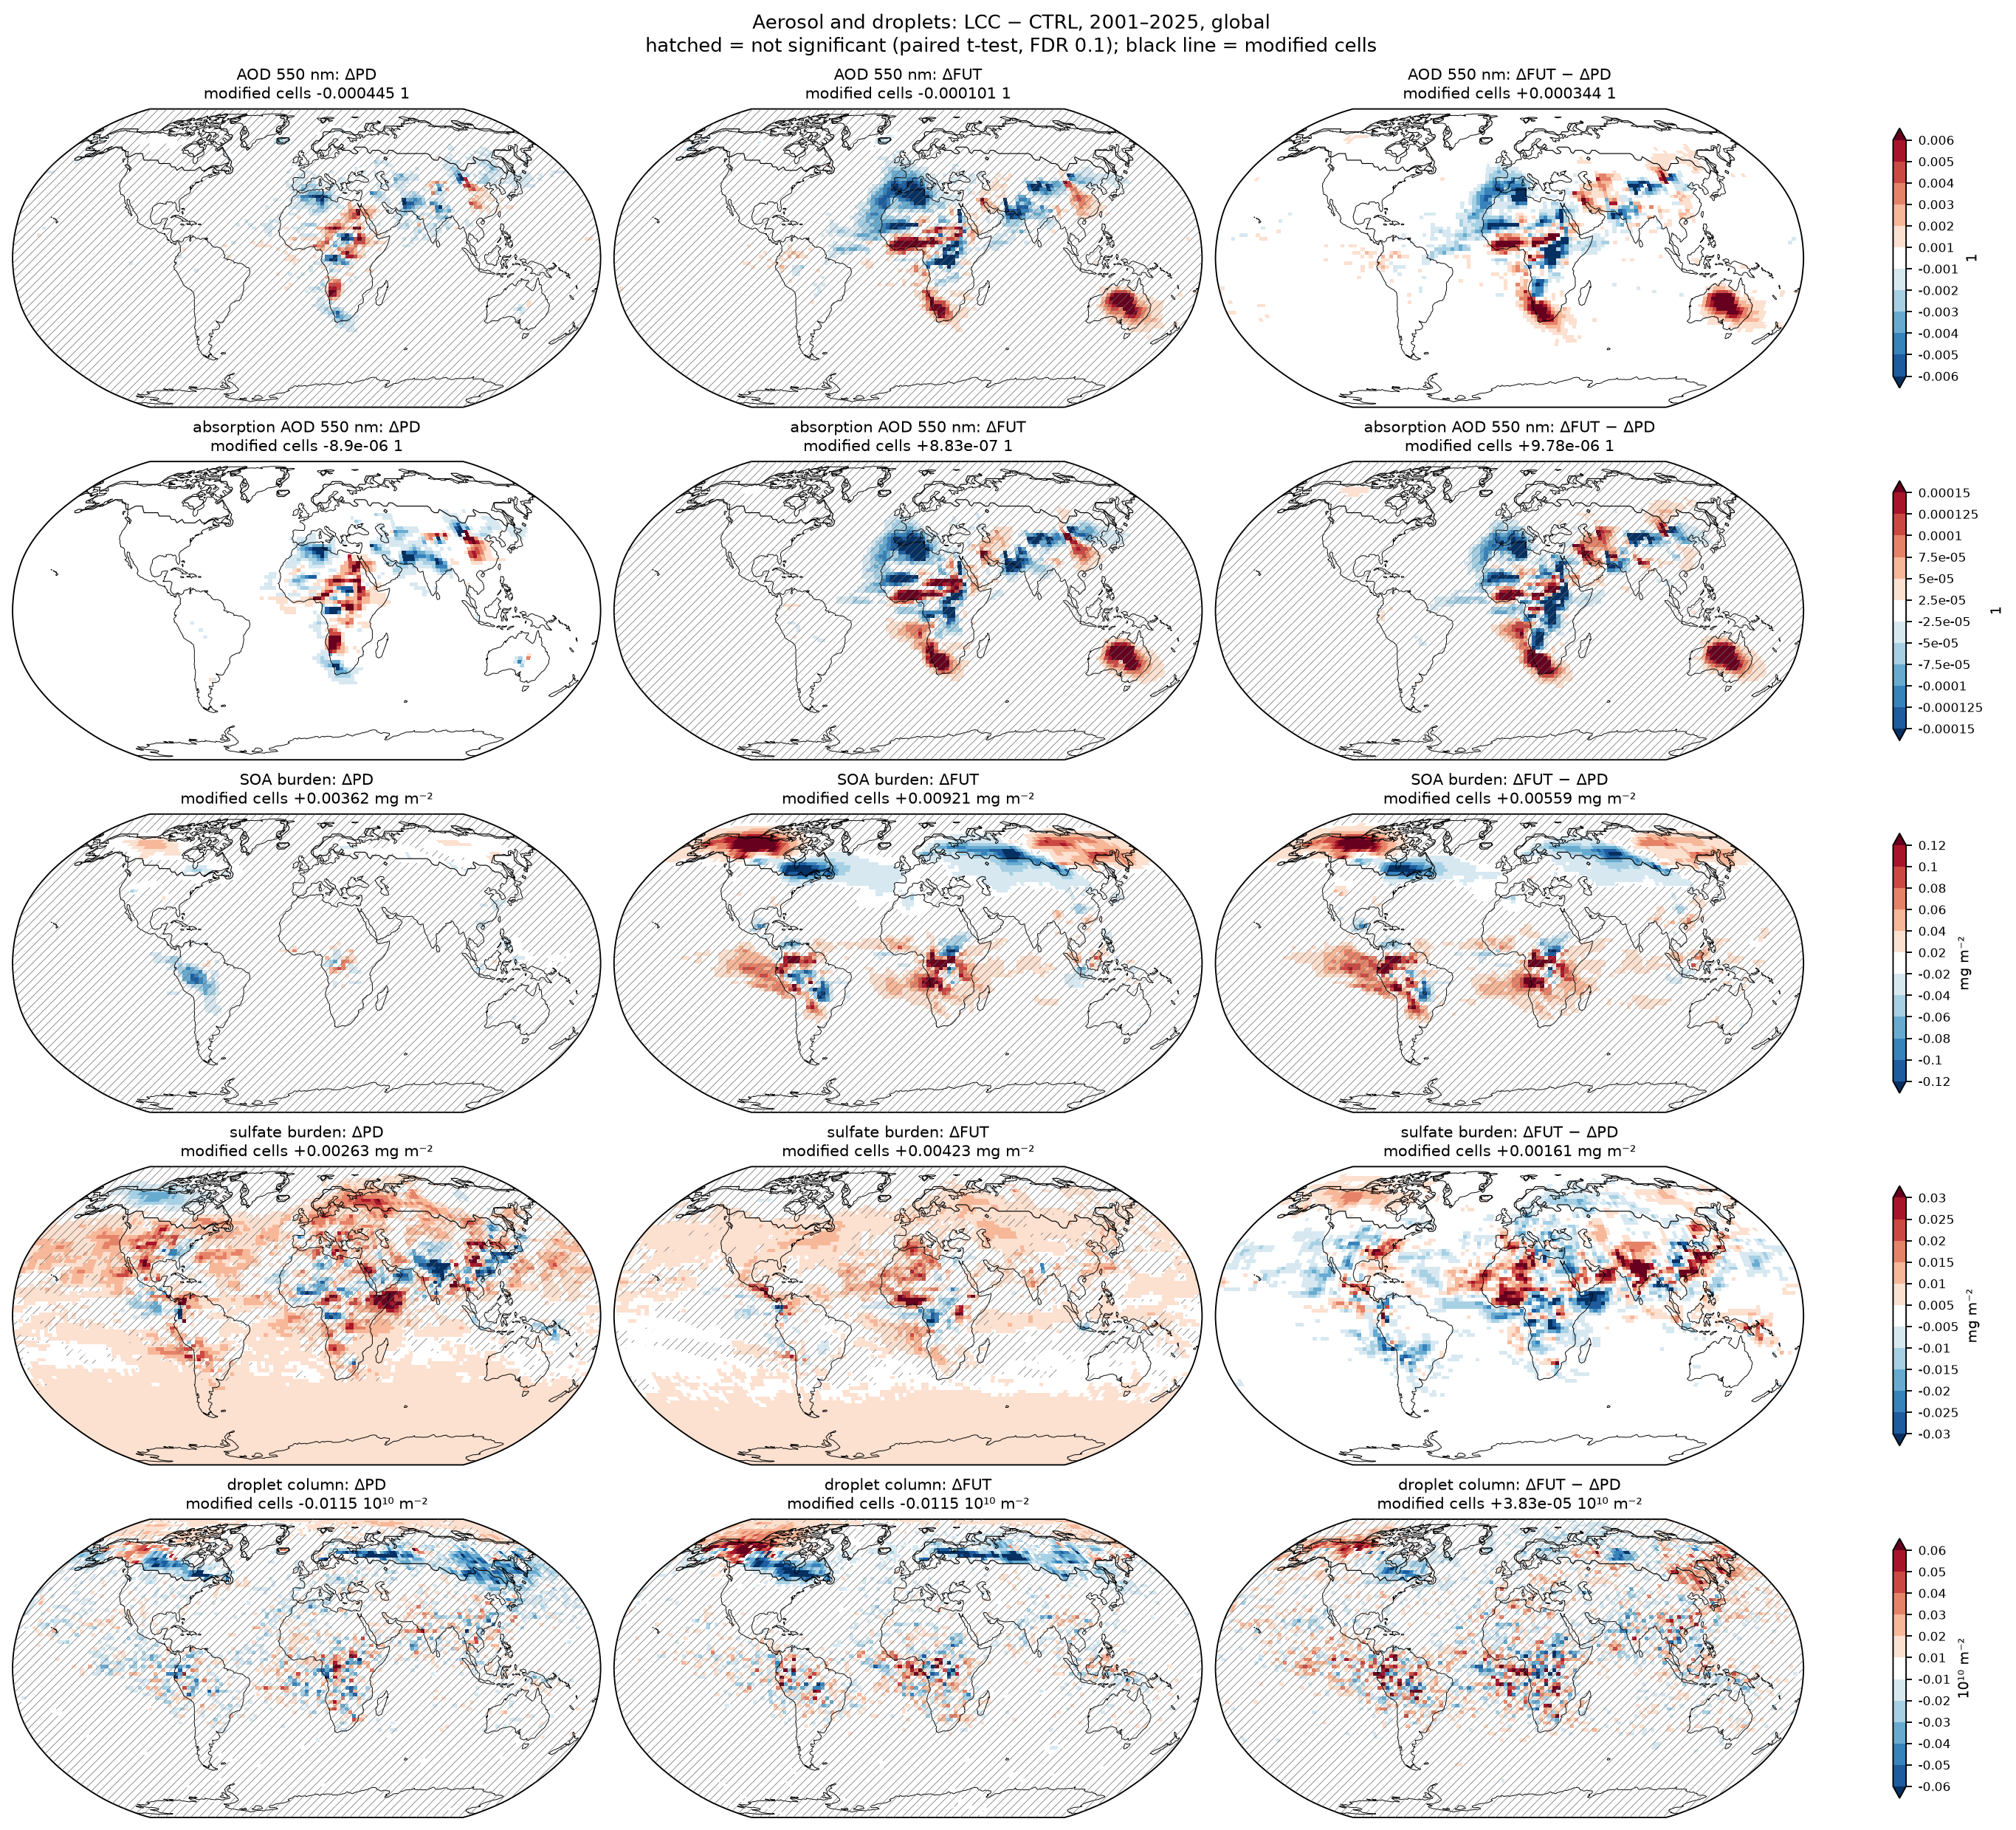 Aerosol and droplets: LCC − CTRL, 2001–2025, global
hatched = not significant (paired t-test, FDR 0.1); black line = modified cells
AOD 550 nm: ΔPD
modified cells -0.000445 1
AOD 550 nm: ΔFUT
modified cells -0.000101 1
AOD 550 nm: ΔFUT − ΔPD
modified cells +0.000344 1
0.006
0.005
0.004
0.003
0.002
0.001
-0.001
-0.002
-0.003
-0.004
-0.005
-0.006
1
absorption AOD 550 nm: ΔPD
modified cells -8.9e-06 1
absorption AOD 550 nm: ΔFUT
modified cells +8.83e-07 1
absorption AOD 550 nm: ΔFUT − ΔPD
modified cells +9.78e-06 1
0.00015
0.000125
0.0001
7.5e-05
5e-05
2.5e-05
-2.5e-05
-5e-05
-7.5e-05
-0.0001
-0.000125
-0.00015
1
SOA burden: ΔPD
modified cells +0.00362 mg m⁻²
SOA burden: ΔFUT
modified cells +0.00921 mg m⁻²
SOA burden: ΔFUT − ΔPD
modified cells +0.00559 mg m⁻²
0.12
0.1
0.08
0.06
0.04
0.02
-0.02
-0.04
-0.06
-0.08
-0.1
-0.12
mg m⁻²
sulfate burden: ΔPD
modified cells +0.00263 mg m⁻²
sulfate burden: ΔFUT
modified cells +0.00423 mg m⁻²
sulfate burden: ΔFUT − ΔPD
modified cells +0.00161 mg m⁻²
0.03
0.025
0.02
0.015
0.01
0.005
-0.005
-0.01
-0.015
-0.02
-0.025
-0.03
mg m⁻²
droplet column: ΔPD
modified cells -0.0115 10¹⁰ m⁻²
droplet column: ΔFUT
modified cells -0.0115 10¹⁰ m⁻²
droplet column: ΔFUT − ΔPD
modified cells +3.83e-05 10¹⁰ m⁻²
0.06
0.05
0.04
0.03
0.02
0.01
-0.01
-0.02
-0.03
-0.04
-0.05
-0.06
10¹⁰ m⁻²